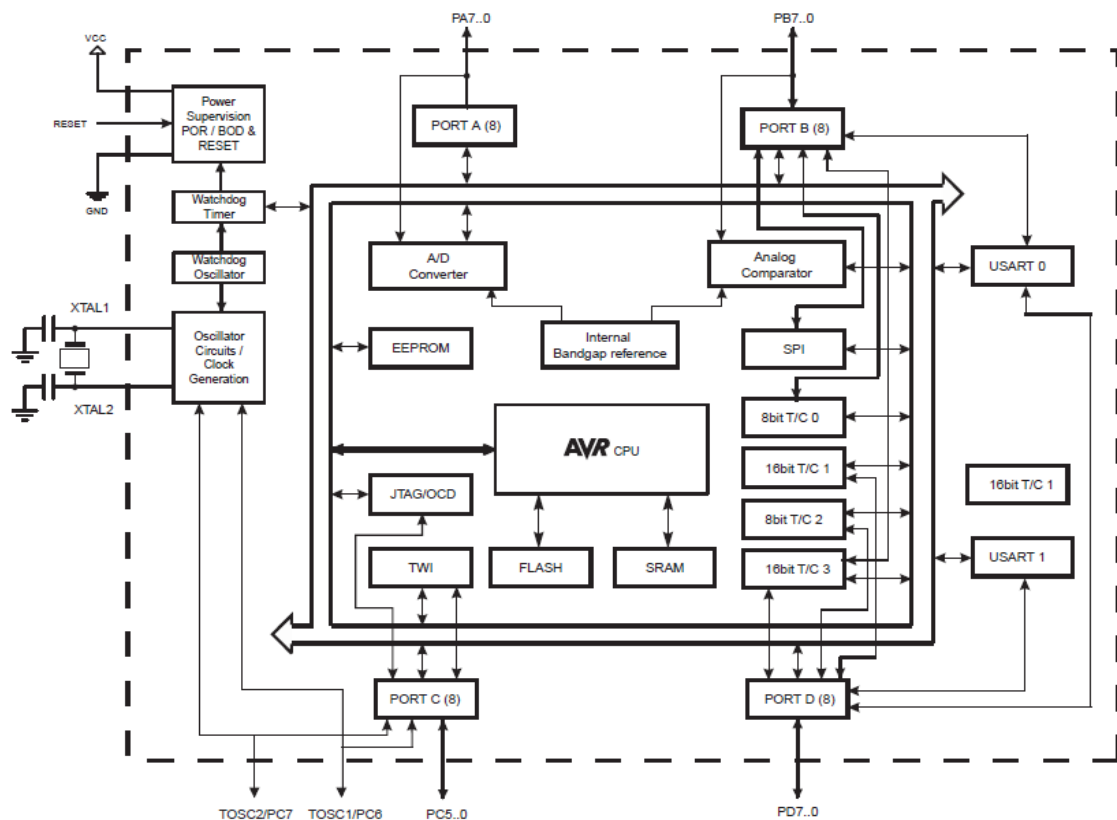 PA7..0
PB7..0
VCC
Power
Supervision
POR / BOD &
RESET
RESET
GND
PORT A (8)
PORT B (8)
Watchdog
Timer
Watchdog
Oscillator
A/D
Converter
Analog
Comparator
USART 0
XTAL1
Oscillator
Circuits /
Clock
Generation
XTAL2
EEPROM
Internal
Bandgap reference
SPI
8bit T/C 0
AVR CPU
16bit T/C 1
JTAG/OCD
16bit T/C 1
8bit T/C 2
TWI
FLASH
SRAM
16bit T/C 3
USART 1
PORT C (8)
PORT D (8)
TOSC2/PC7
TOSC1/PC6
PC5..0
PD7..0